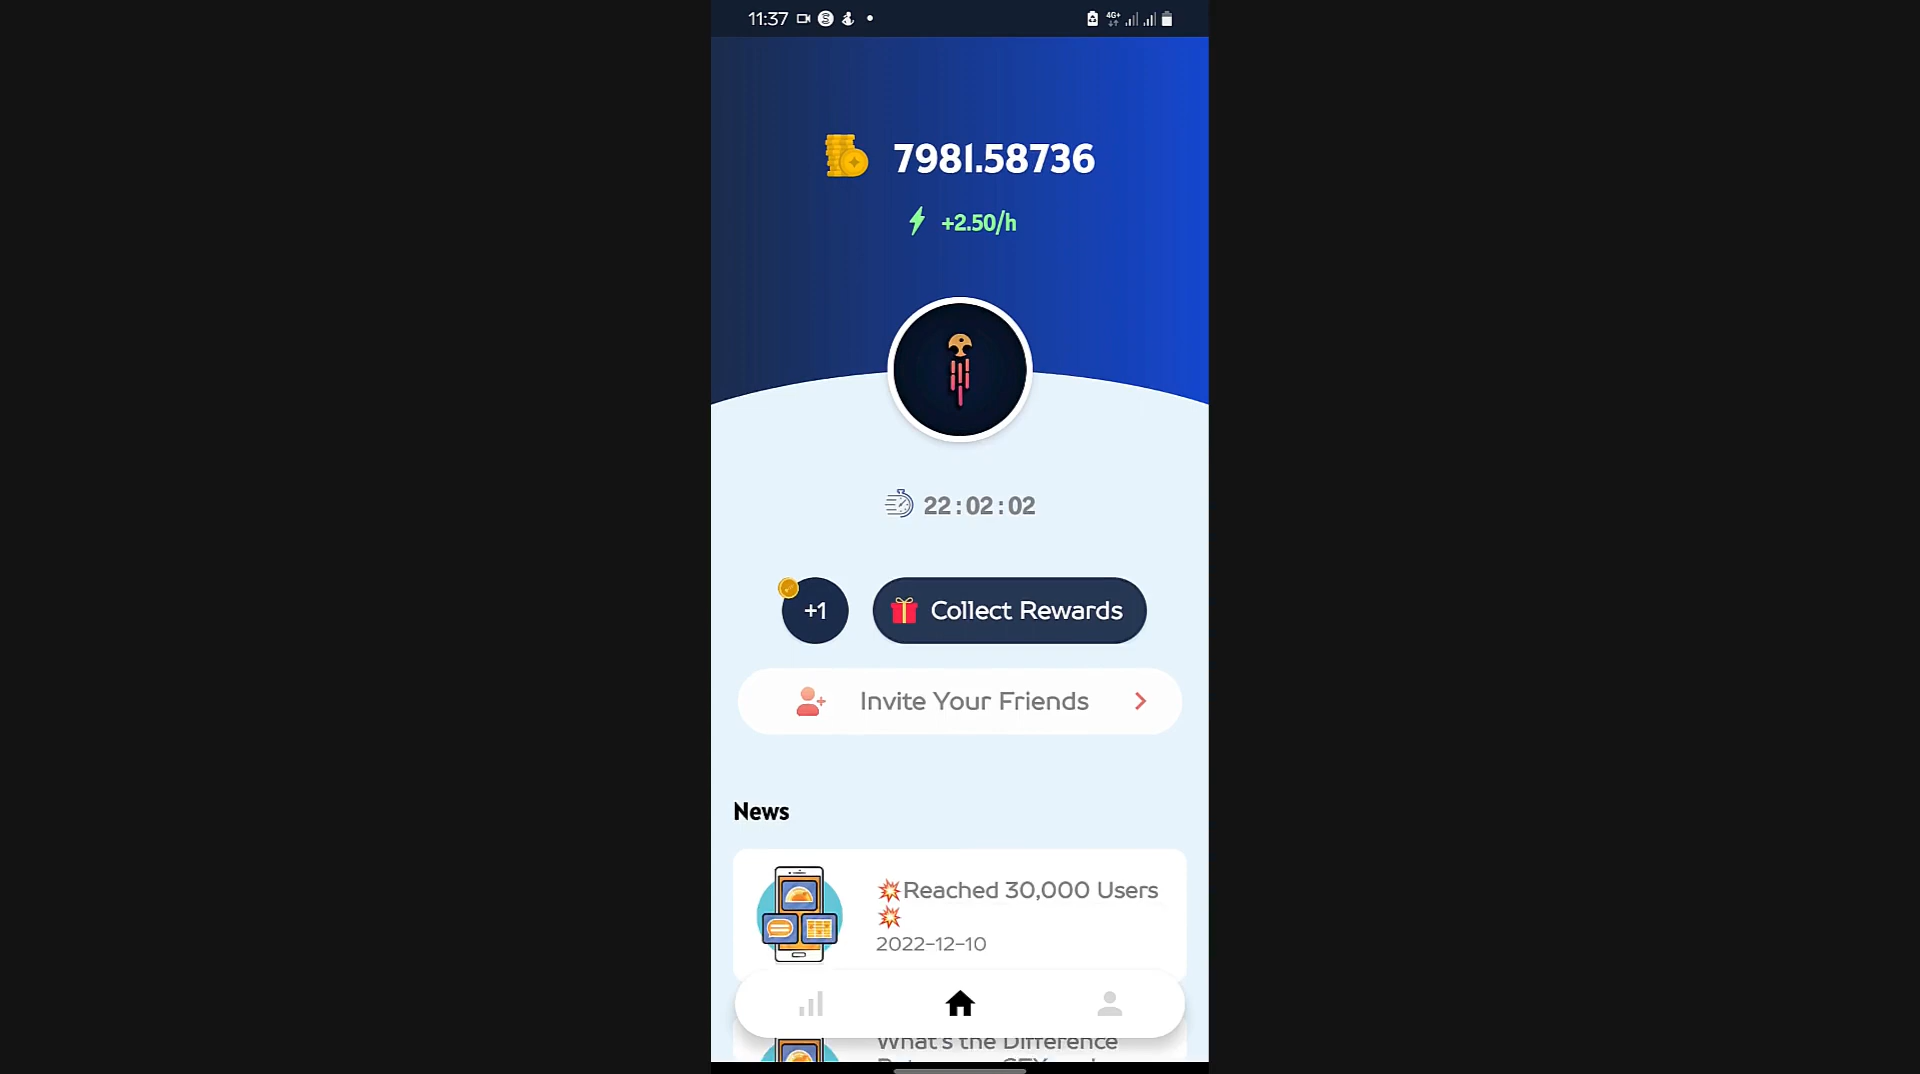 11:37
4G+
7981.58736
+2.50/h
22:02:02
+1
Collect Rewards
Invite Your Friends
News
💥Reached 30,000 Users
💥
2022-12-10
What's the Difference